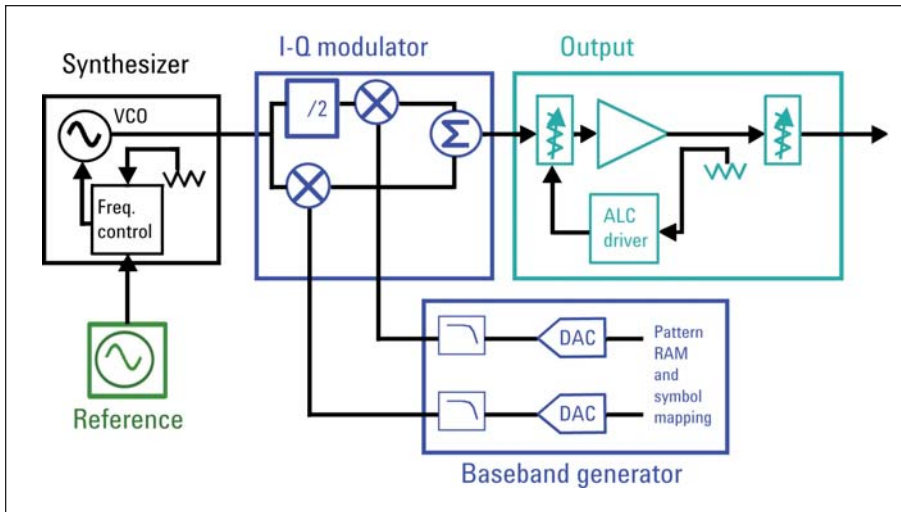 Synthesizer
VCO
Freq.
control
Reference
I-Q modulator
/2
Σ
Output
ALC
driver
DAC
DAC
Pattern
RAM
and
symbol
mapping
Baseband generator